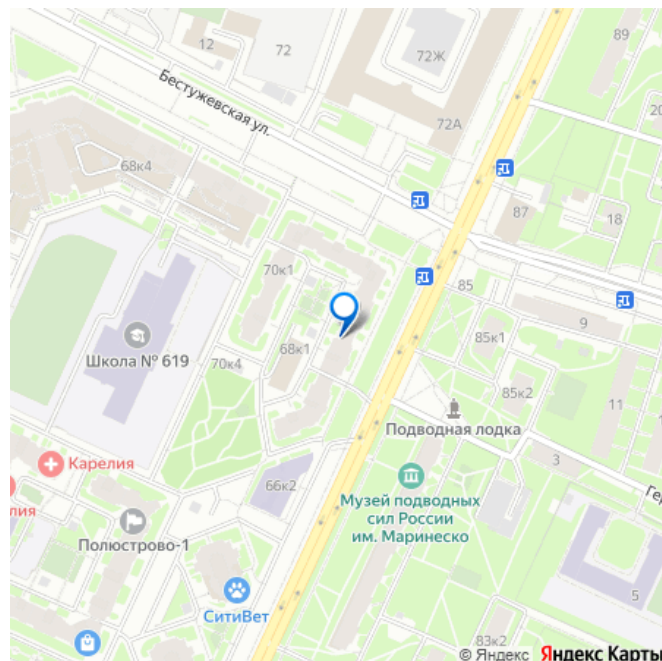 89
12
72
72Ж
Бестужевская ул.
72А
20
68к4
87
18
70к1
85
9
Школа № 619
68к1
85к1
70к4
85к2
11
Подводная лодка
Карелия
3
66к2
Музей подводных
сил России
им. Маринеско
Полюстрово-1
5
СитиВет
83к2
© Яндекс Яндекс Карты